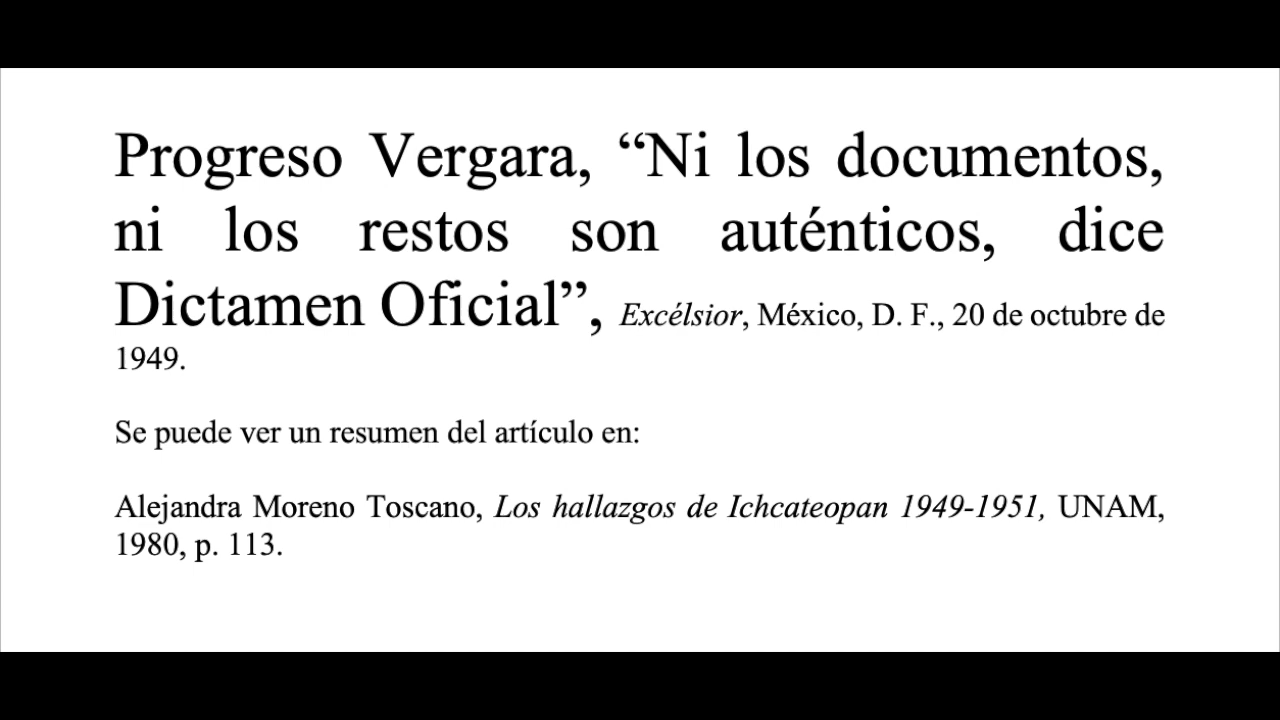 Progreso Vergara, “Ni los documentos,
ni los restos son auténticos, dice
Dictamen Oficial”, Excélsior, México, D. F., 20 de octubre de
1949.
Se puede ver un resumen del artículo en:
Alejandra Moreno Toscano, Los hallazgos de Ichcateopan 1949-1951, UNAM,
1980, p. 113.